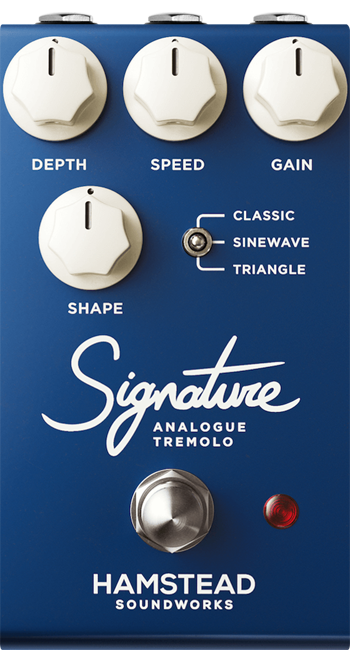 DEPTH SPEED GAIN
CLASSIC
SINEWAVE
TRIANGLE
SHAPE
Signature
ANALOGUE
TREMOLO
HAMSTEAD
SOUNDWORKS